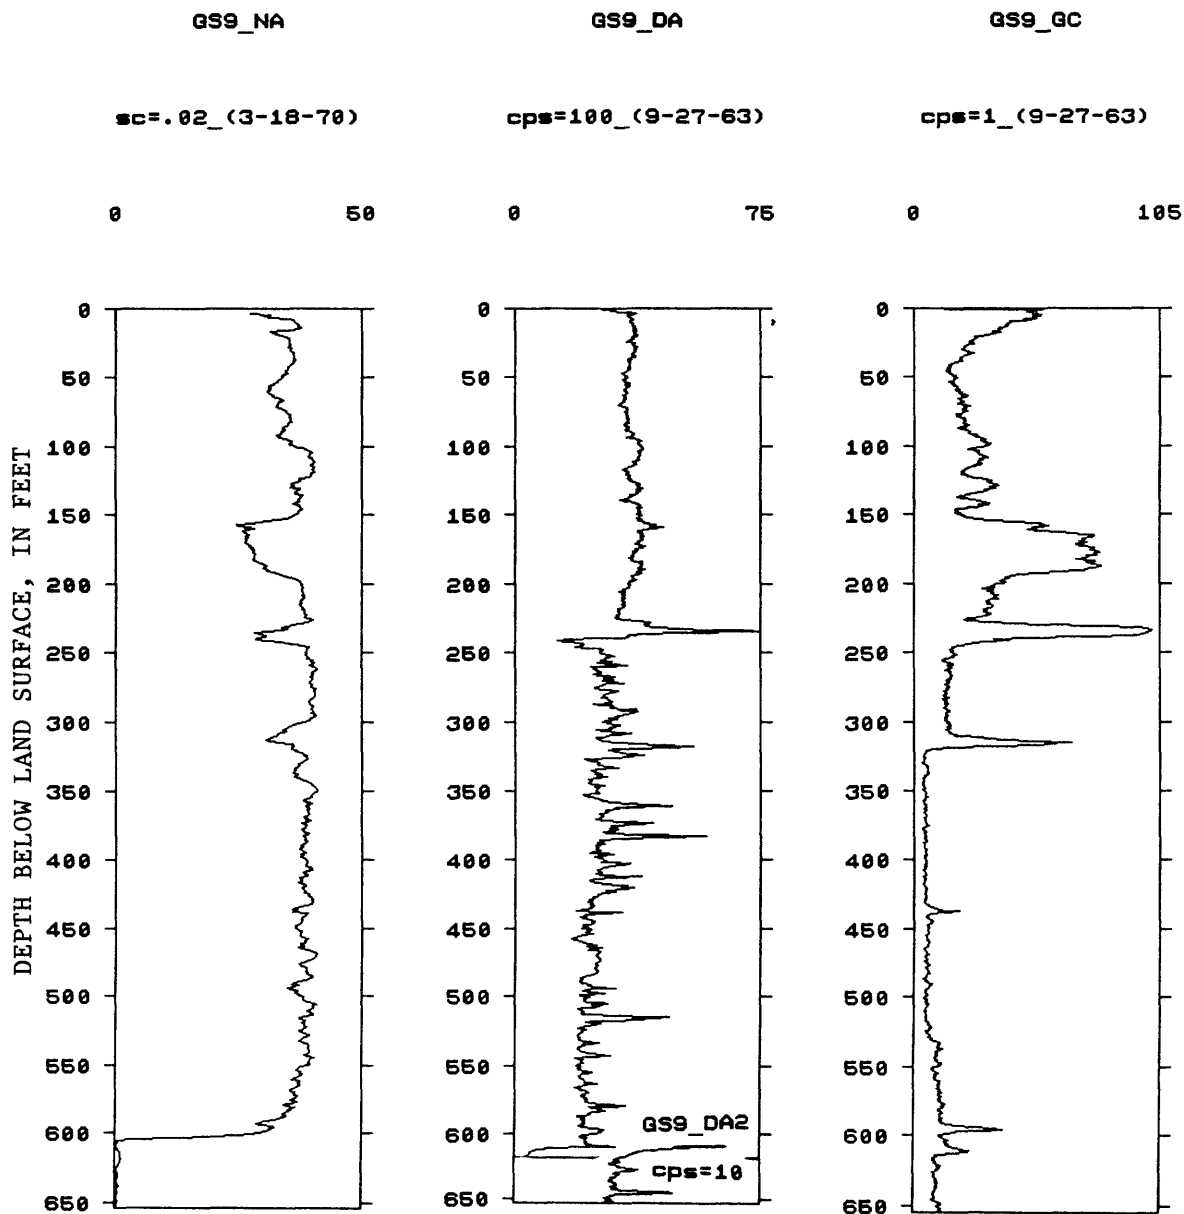 GS9_NA GS9_DA GS9_GC
sc=.02_(3-18-70) cps=100_(9-27-63) cps=1_(9-27-63)
0 50 0 75 0 105
DEPTH BELOW LAND SURFACE, IN FEET
0 0 0
50 50 50
100 100 100
150 150 150
200 200 200
250 250 250
300 300 300
350 350 350
400 400 400
450 450 450
500 500 500
550 550 550
GS9_DA2
600 600 600
cps=10
650 650 650